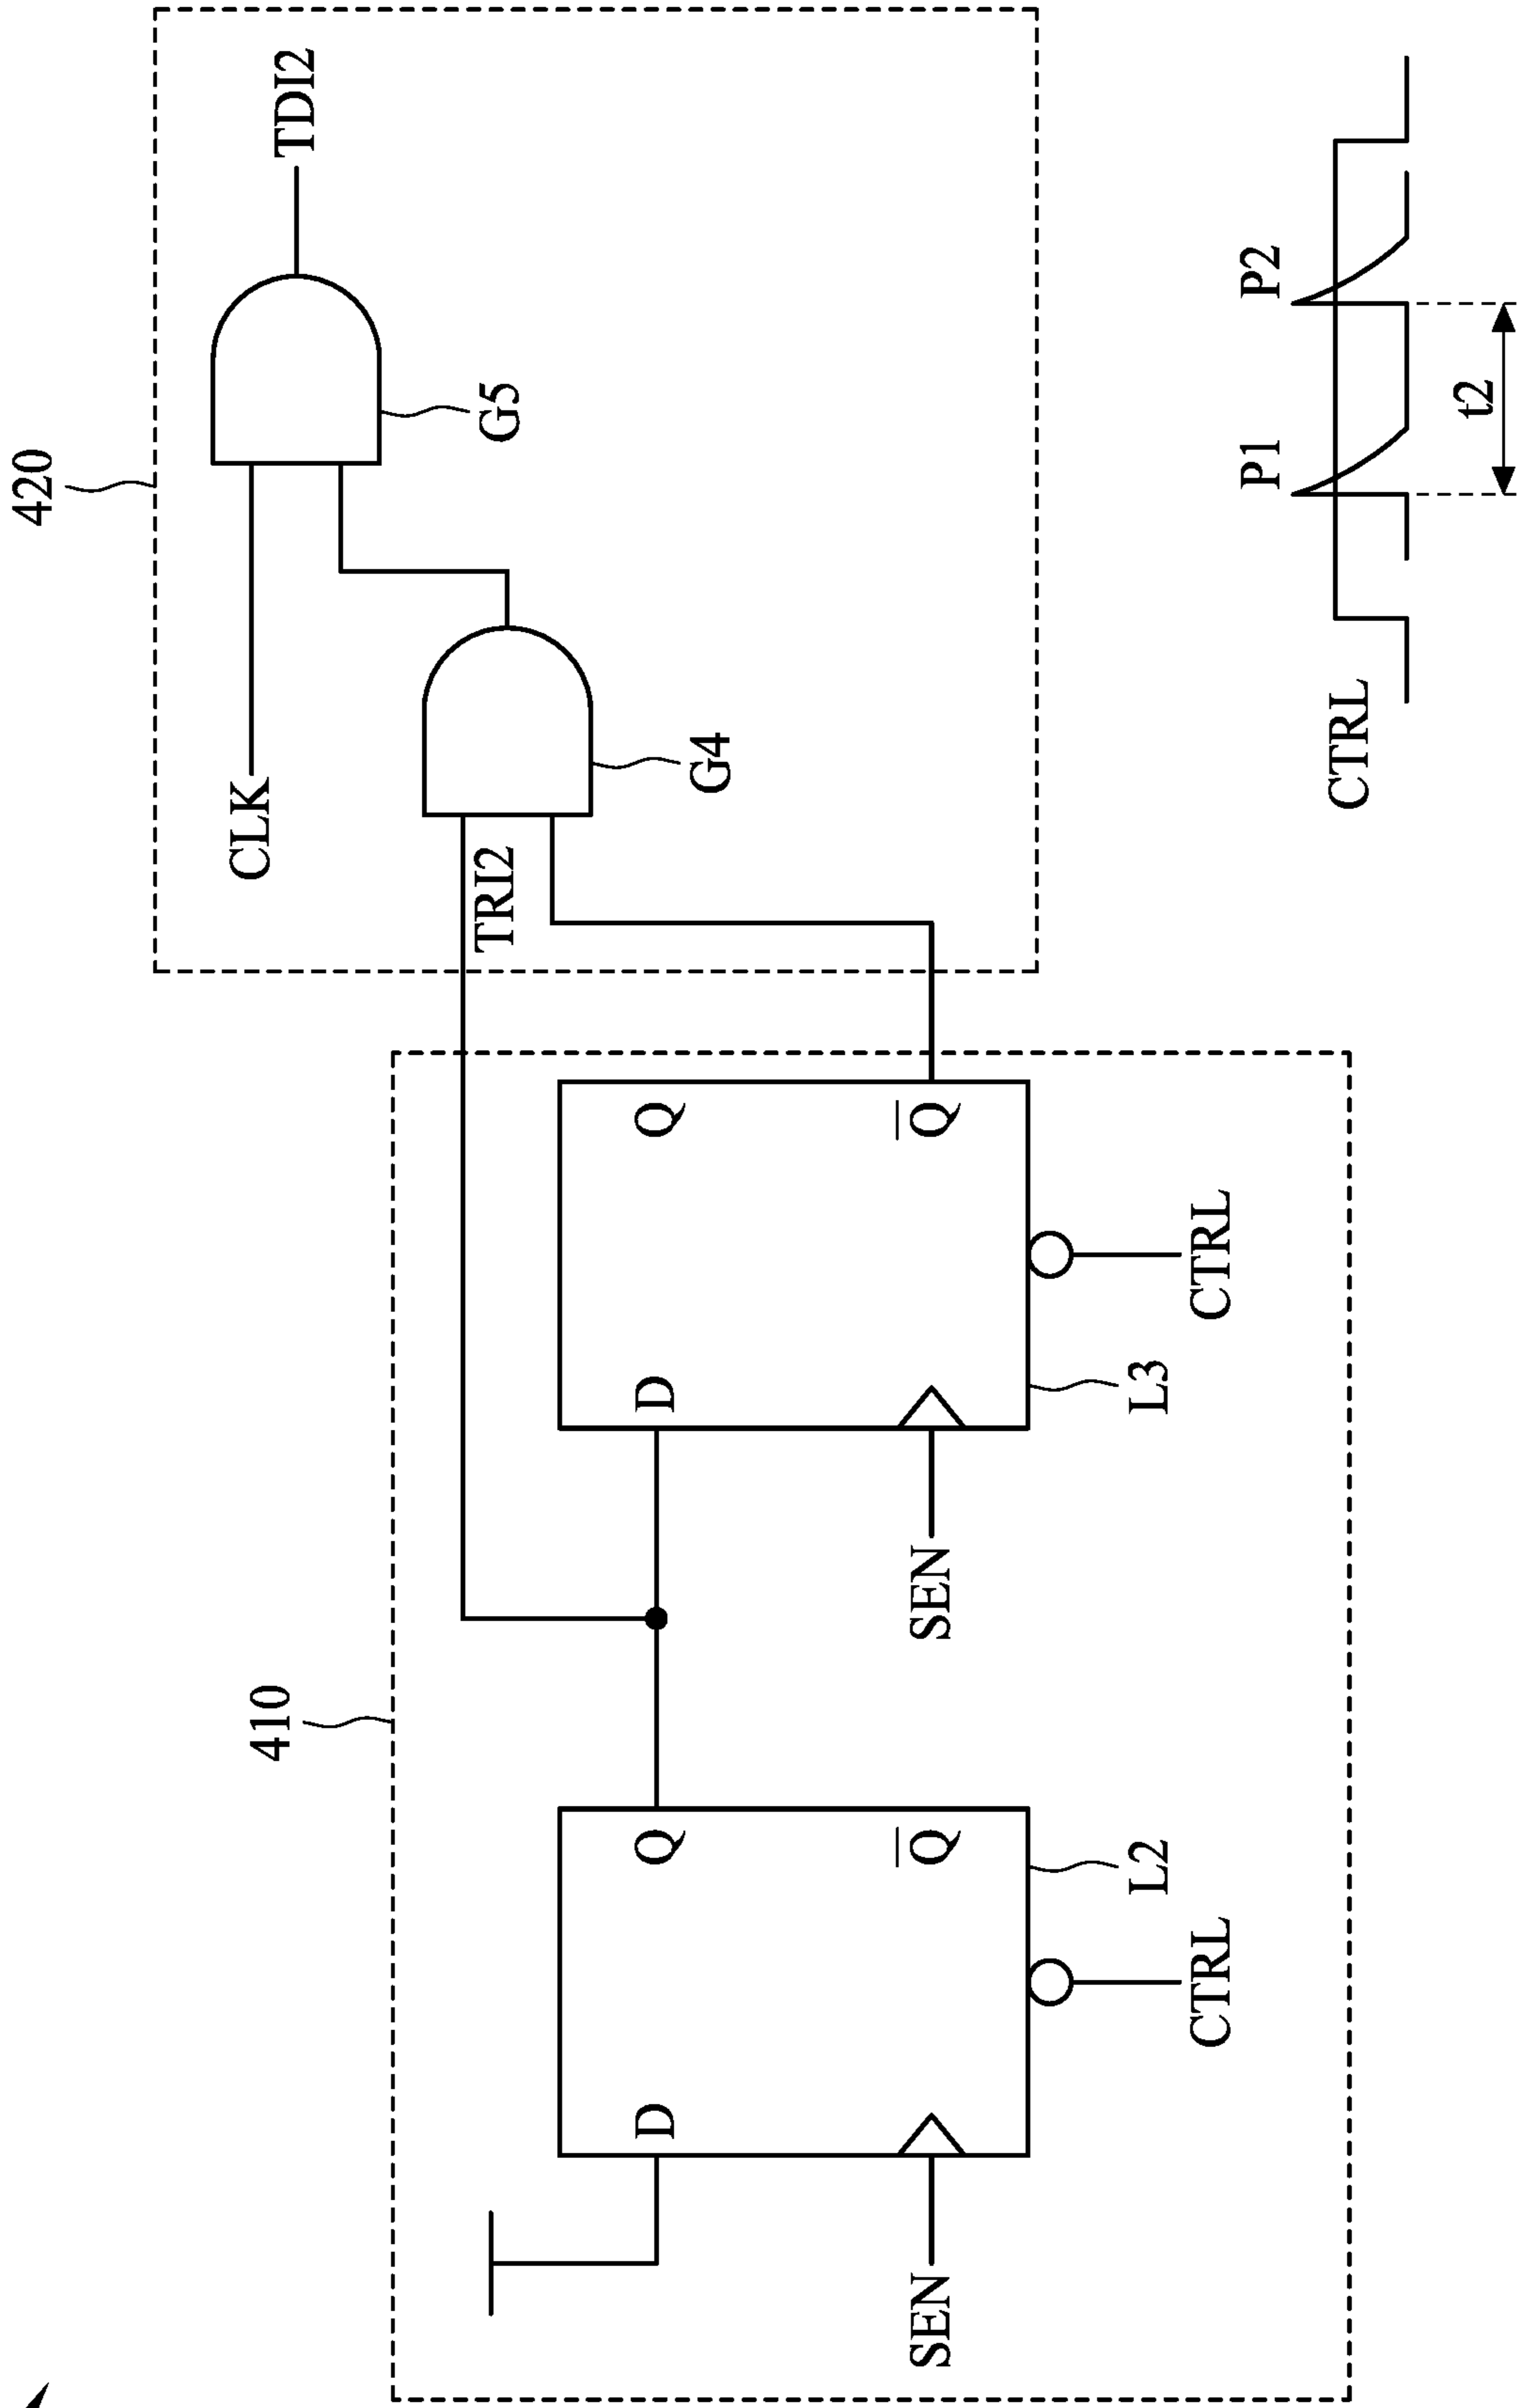 420
CLK
TDI2
G5
TRI2
G4
410
D
Q
Q
SEN
L2
CTRL
D
Q
Q
SEN
L3
CTRL
CTRL
P1
P2
t2